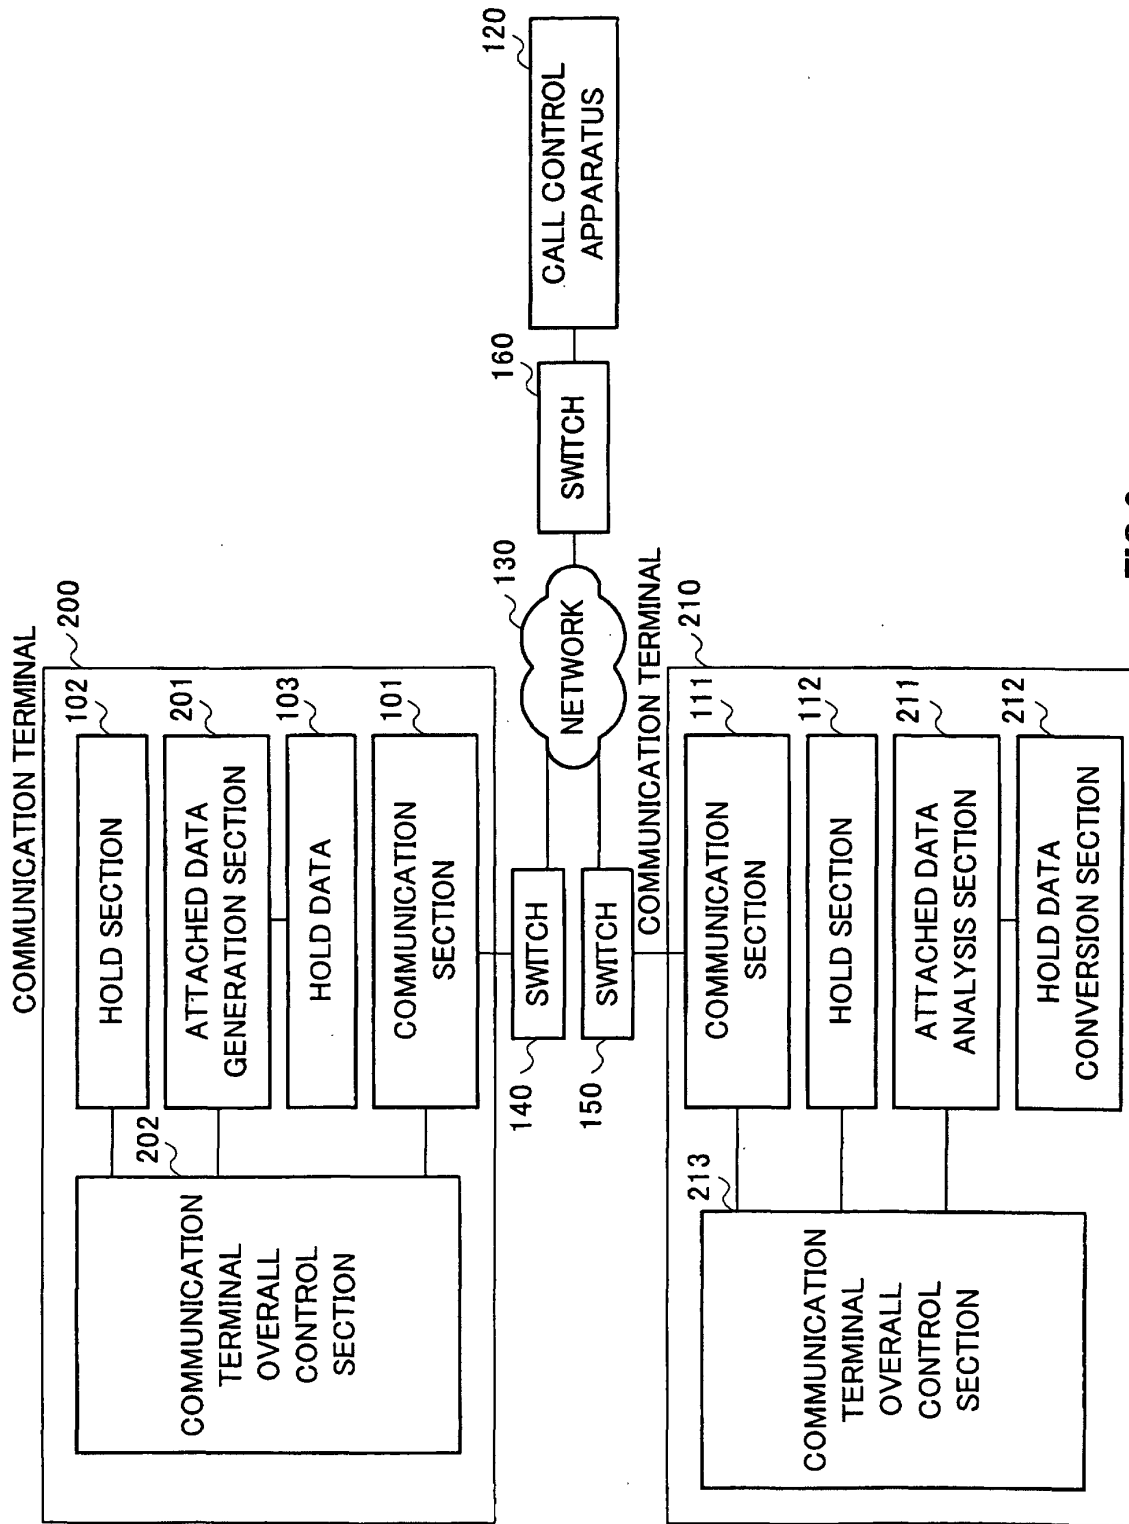 COMMUNICATION TERMINAL
200
HOLD SECTION
102
ATTACHED DATA
GENERATION SECTION
201
HOLD DATA
103
COMMUNICATION
SECTION
101
COMMUNICATION
TERMINAL
OVERALL
CONTROL
SECTION
202
SWITCH
140
SWITCH
150
NETWORK
130
SWITCH
160
CALL CONTROL
APPARATUS
120
COMMUNICATION TERMINAL
210
COMMUNICATION
SECTION
111
HOLD SECTION
112
ATTACHED DATA
ANALYSIS SECTION
211
HOLD DATA
CONVERSION SECTION
212
COMMUNICATION
TERMINAL
OVERALL
CONTROL
SECTION
213